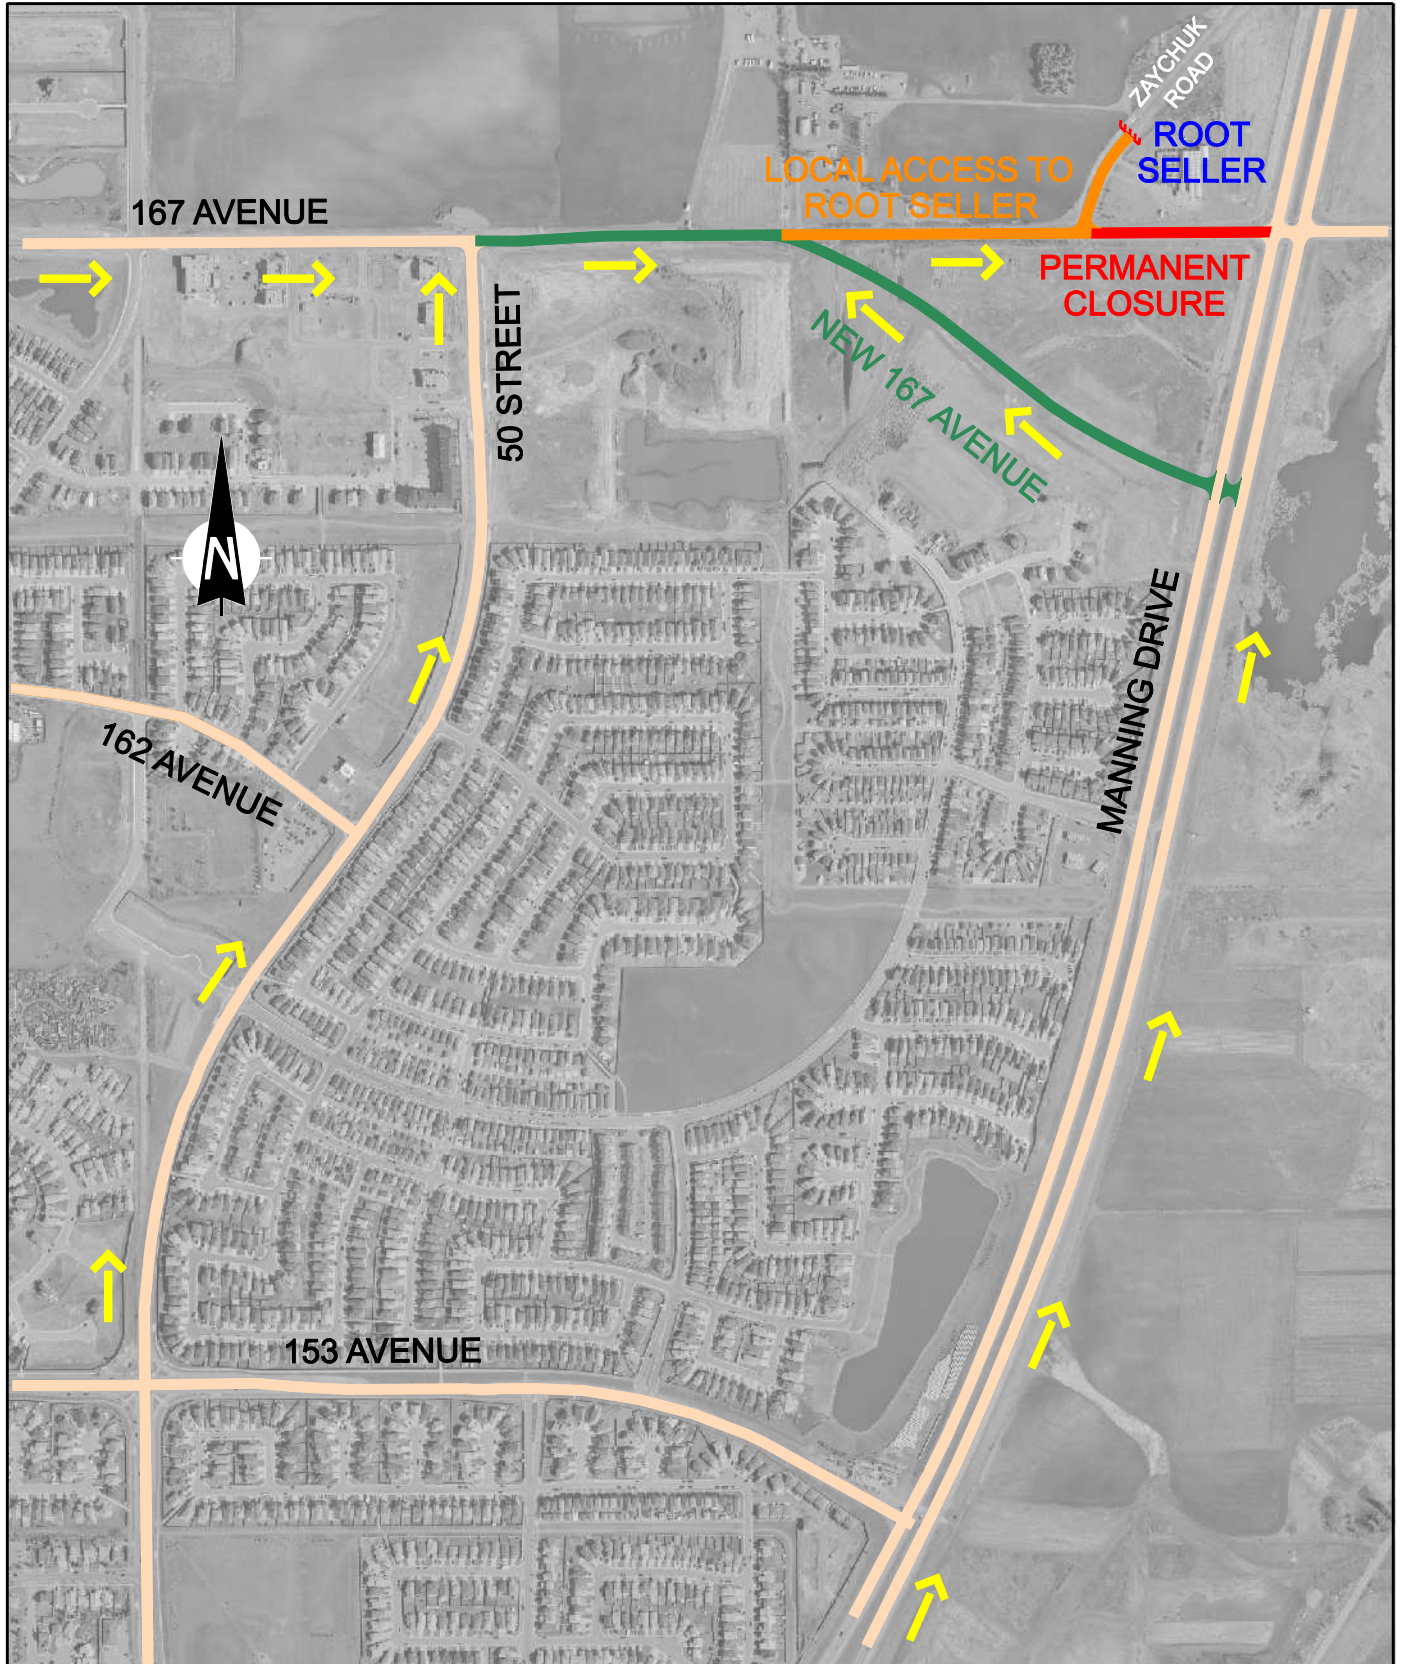 ZAYCHUK
ROAD
ROOT
SELLER
LOCAL ACCESS TO
ROOT SELLER
167 AVENUE
PERMANENT
CLOSURE
50 STREET
NEW 167 AVENUE
N
MANNING DRIVE
162 AVENUE
153 AVENUE